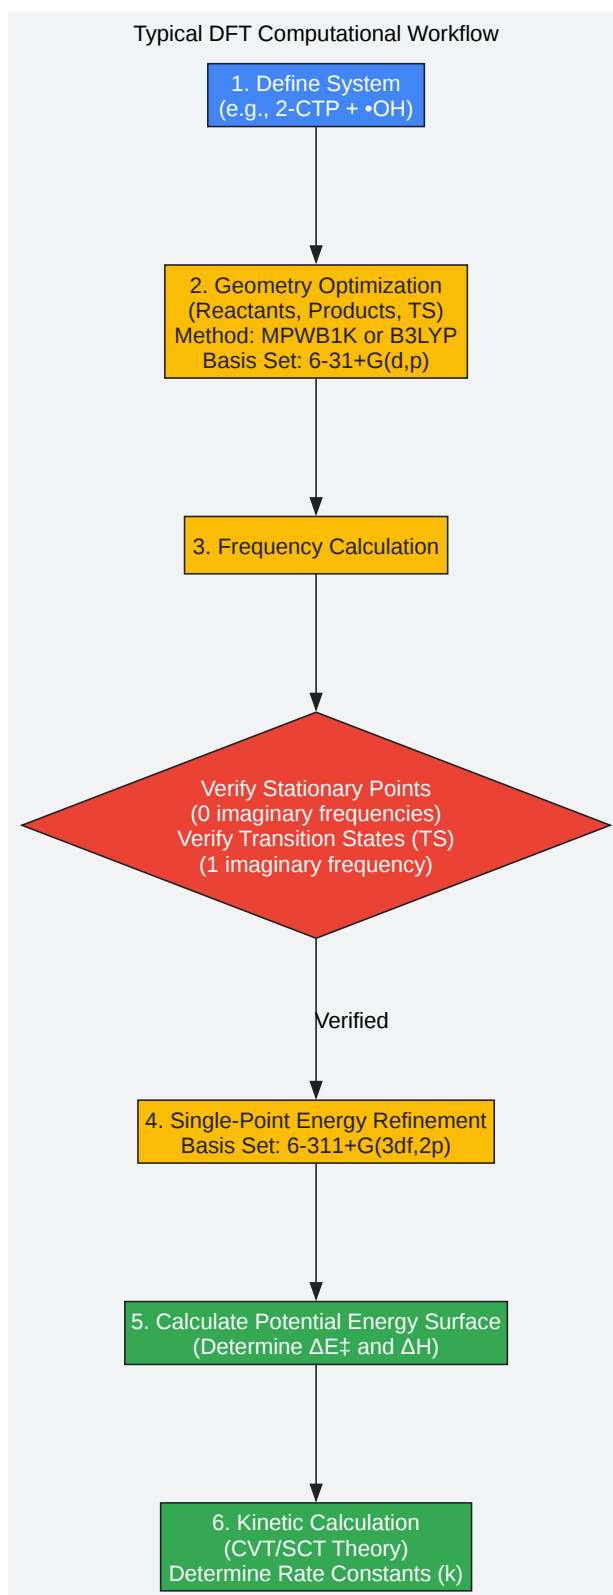 Typical DFT Computational Workflow
1. Define System
(e.g., 2-CTP + •OH)
2. Geometry Optimization
(Reactants, Products, TS)
Method: MPWB1K or B3LYP
Basis Set: 6-31+G(d,p)
3. Frequency Calculation
Verify Stationary Points
(0 imaginary frequencies)
Verify Transition States (TS)
(1 imaginary frequency)
Verified
4. Single-Point Energy Refinement
Basis Set: 6-311+G(3df,2p)
5. Calculate Potential Energy Surface
(Determine ΔE‡ and ΔH)
6. Kinetic Calculation
(CVT/SCT Theory)
Determine Rate Constants (k)